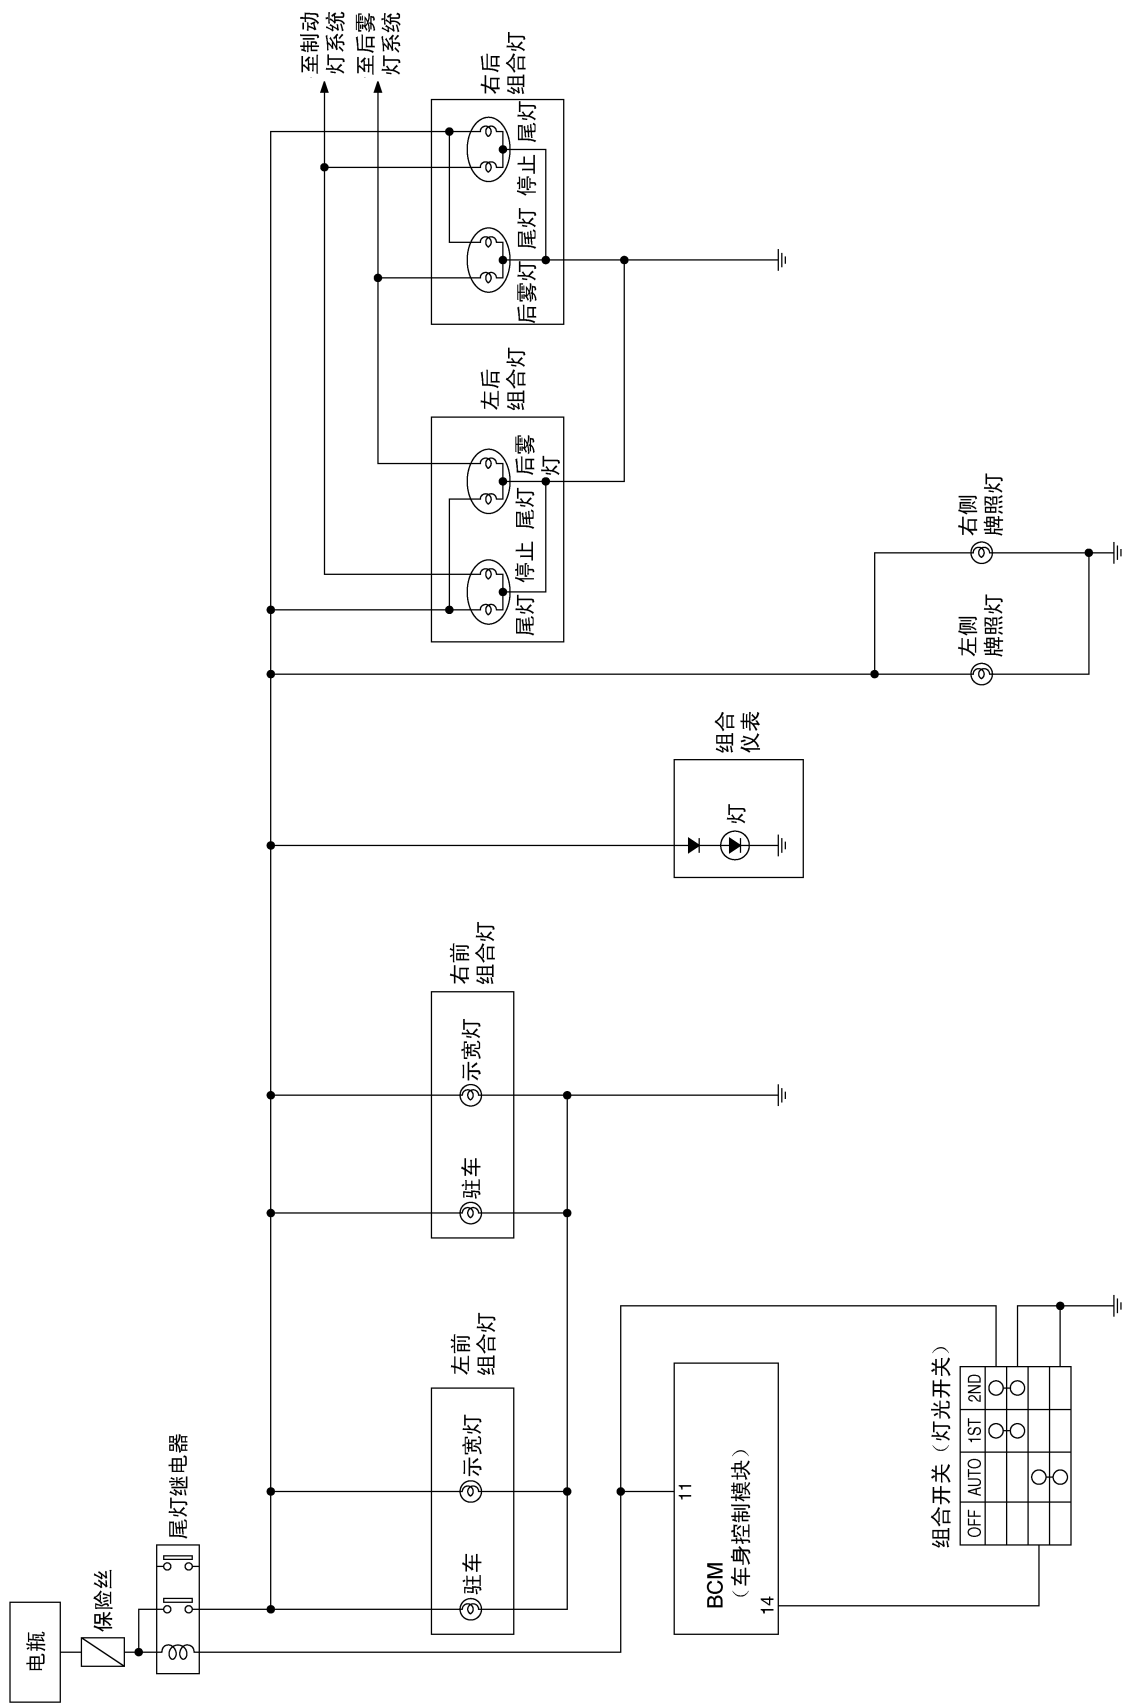 电瓶
保险丝
尾灯继电器
左前
组合灯
驻车
示宽灯
右前
组合灯
驻车
示宽灯
组合
仪表
灯
左侧
牌照灯
右侧
牌照灯
左后
组合灯
尾灯
停止
尾灯
后雾
灯
右后
组合灯
后雾灯
尾灯
停止
尾灯
至制动
灯系统
至后雾
灯系统
BCM
（车身控制模块）
11
14
组合开关（灯光开关）
OFF AUTO 1ST 2ND